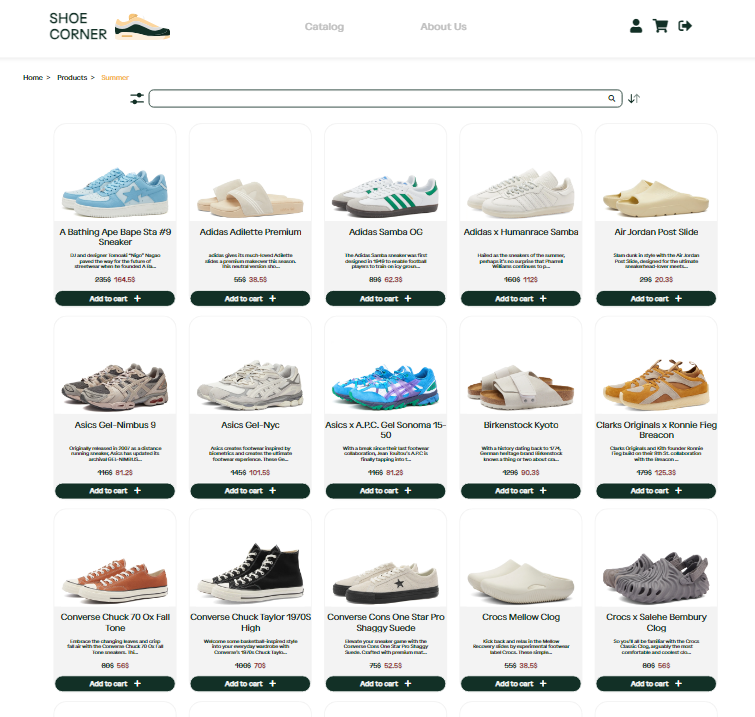 SHOE
CORNER
Catalog
About Us
Home >
Products >
Summer
A Bathing Ape Bape Sta #9
Sneaker
DJ and designer Tomoaki "Nigo" Nagao
paved the way for the future of
streetwear when he founded A Ba...
235$ 164.5$
Add to cart +
Adidas Adilette Premium
adidas gives its much-loved Adilette
slides a premium makeover this season.
This neutral version sho...
55$ 38.5$
Add to cart +
Adidas Samba OG
The Adidas Samba sneaker was first
designed in 1949 to enable football
players to train on icy groun...
89$ 62.3$
Add to cart +
Adidas x Humanrace Samba
Hailed as the sneakers of the summer,
perhaps it's no surprise that Pharrell
Williams continues to p...
160$ 112$
Add to cart +
Air Jordan Post Slide
Slam dunk in style with the Air Jordan
Post Slide, designed for the ultimate
sneakerhead-lover meets...
29$ 20.3$
Add to cart +
Asics Gel-Nimbus 9
Originally released in 2007 as a distance
running sneaker, Asics has updated its
archival GEL-NIMBUS...
116$ 81.2$
Add to cart +
Asics Gel-Nyc
Asics creates footwear inspired by
biometrics and creates the ultimate
footwear experience. These Ge...
145$ 101.5$
Add to cart +
Asics x A.P.C. Gel Sonoma 15-
50
With a break since their last footwear
collaboration, Jean Touitou's A.P.C is
finally tapping into t...
116$ 81.2$
Add to cart +
Birkenstock Kyoto
With a history dating back to 1774,
German heritage brand Birkenstock
knows a thing or two about co...
129$ 90.3$
Add to cart +
Clarks Originals x Ronnie Fieg
Breacon
Clarks Originals and Kith founder Ronnie
Fieg build on their 8th St. collaboration
with the Breacon ...
179$ 125.3$
Add to cart +
Converse Chuck 70 Ox Fall
Tone
Embrace the changing leaves and crisp
fall air with the Converse Chuck 70 Ox Fall
Tone sneakers. Thi...
80$ 56$
Add to cart +
Converse Chuck Taylor 1970S
High
Welcome some basketball-inspired style
into your everyday wardrobe with
Converse's 1970s Chuck Taylo...
100$ 70$
Add to cart +
Converse Cons One Star Pro
Shaggy Suede
Elevate your sneaker game with the
Converse Cons One Star Pro Shaggy
Suede. Crafted with premium mat...
75$ 52.5$
Add to cart +
Crocs Mellow Clog
Kick back and relax in the Mellow
Recovery slides by experimental footwear
label Crocs. These simple...
55$ 38.5$
Add to cart +
Crocs x Salehe Bembury
Clog
So you'll all be familiar with the Crocs
Classic Clog, arguably the most
comfortable and coolest clo...
80$ 56$
Add to cart +